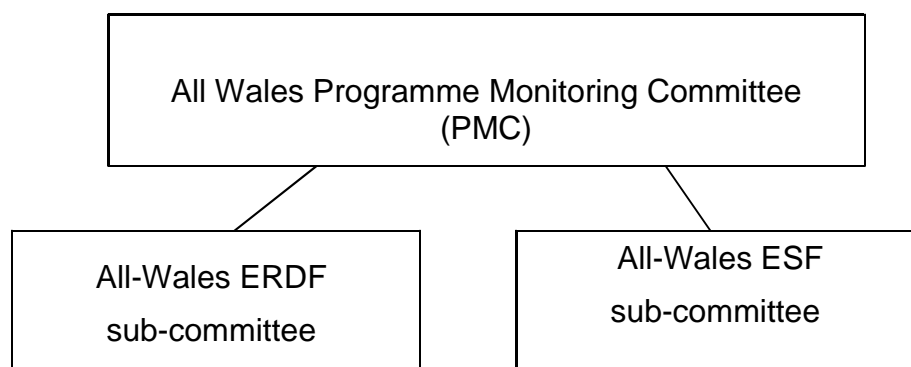 All Wales Programme Monitoring Committee
(PMC)
All-Wales ERDF
sub-committee
All-Wales ESF
sub-committee